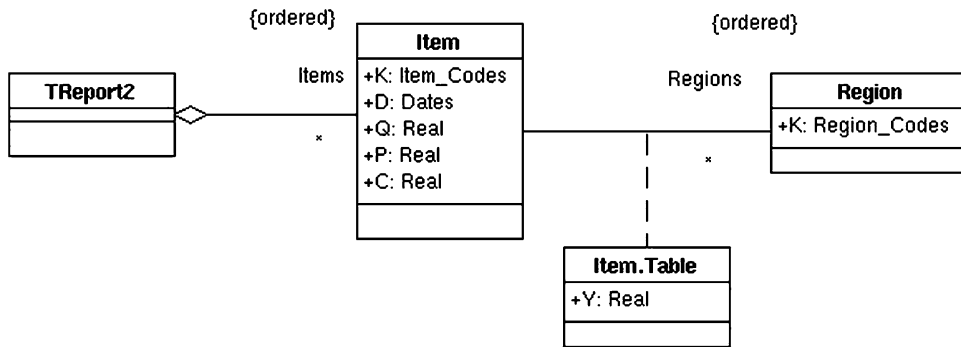 {ordered}
{ordered}
Item
Items
Regions
+K: Item_Codes
+D: Dates
+Q: Real
+P: Real
+C: Real
*
TReport2
Region
+K: Region_Codes
*
Item.Table
+Y: Real